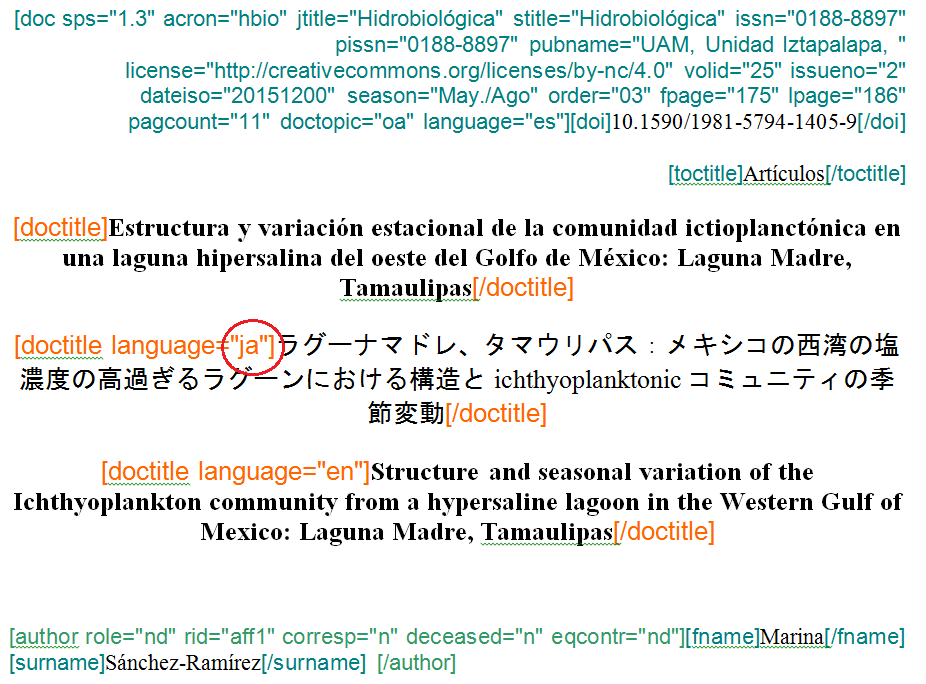 [doc sps="1.3" acron="hbio" jtitle="Hidrobiológica" stitle="Hidrobiológica" issn="0188-8897"
pissn="0188-8897" pubname="UAM, Unidad Iztapalapa, "
license="http://creativecommons.org/licenses/by-nc/4.0" volid="25" issueno="2"
dateiso="20151200" season="May./Ago" order="03" fpage="175" lpage="186"
pagcount="11" doctopic="oa" language="es"][doi]10.1590/1981-5794-1405-9[/doi]
[toctitle]Artículos[/toctitle]
[doctitle]Estructura y variación estacional de la comunidad ictioplanctónica en
una laguna hipersalina del oeste del Golfo de México: Laguna Madre,
Tamaulipas[/doctitle]
[doctitle language="ja"]ラグーナマドレ、タマウリパス：メキシコの西湾の塩
濃度の高過ぎるラグーンにおける構造と ichthyoplanktonic コミュニティの季
節変動[/doctitle]
[doctitle language="en"]Structure and seasonal variation of the
Ichthyoplankton community from a hypersaline lagoon in the Western Gulf of
Mexico: Laguna Madre, Tamaulipas[/doctitle]
[author role="nd" rid="aff1" corresp="n" deceased="n" eqcontr="nd"][fname]Marina[/fname]
[surname]Sánchez-Ramírez[/surname] [/author]